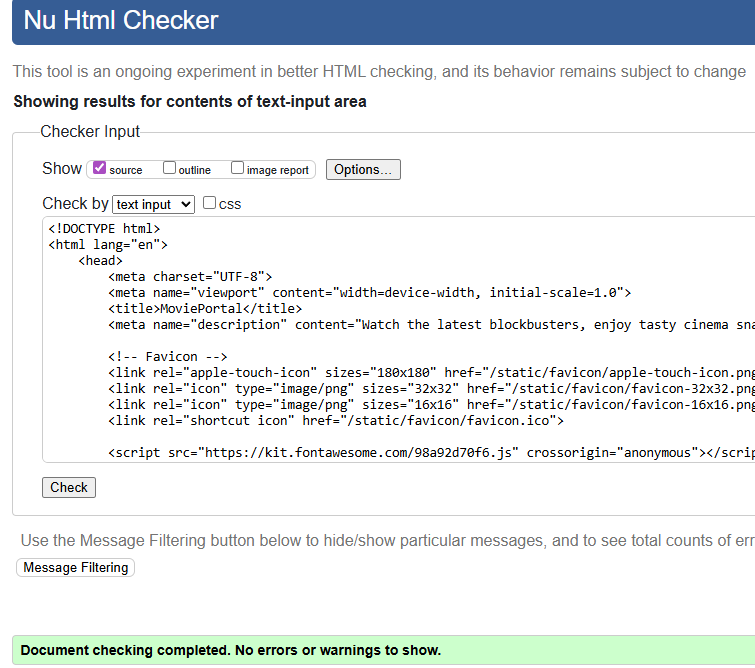 Nu Html Checker
This tool is an ongoing experiment in better HTML checking, and its behavior remains subject to change
Showing results for contents of text-input area
Checker Input
Show source outline image report Options...
Check by text input css
<!DOCTYPE html>
<html lang="en">
<head>
<meta charset="UTF-8">
<meta name="viewport" content="width=device-width, initial-scale=1.0">
<title>MoviePortal</title>
<meta name="description" content="Watch the latest blockbusters, enjoy tasty cinema sna
<!-- Favicon -->
<link rel="apple-touch-icon" sizes="180x180" href="/static/favicon/apple-touch-icon.png
<link rel="icon" type="image/png" sizes="32x32" href="/static/favicon/favicon-32x32.png
<link rel="icon" type="image/png" sizes="16x16" href="/static/favicon/favicon-16x16.png
<link rel="shortcut icon" href="/static/favicon/favicon.ico">
<script src="https://kit.fontawesome.com/98a92d70f6.js" crossorigin="anonymous"></scrip
Check
Use the Message Filtering button below to hide/show particular messages, and to see total counts of err
Message Filtering
Document checking completed. No errors or warnings to show.